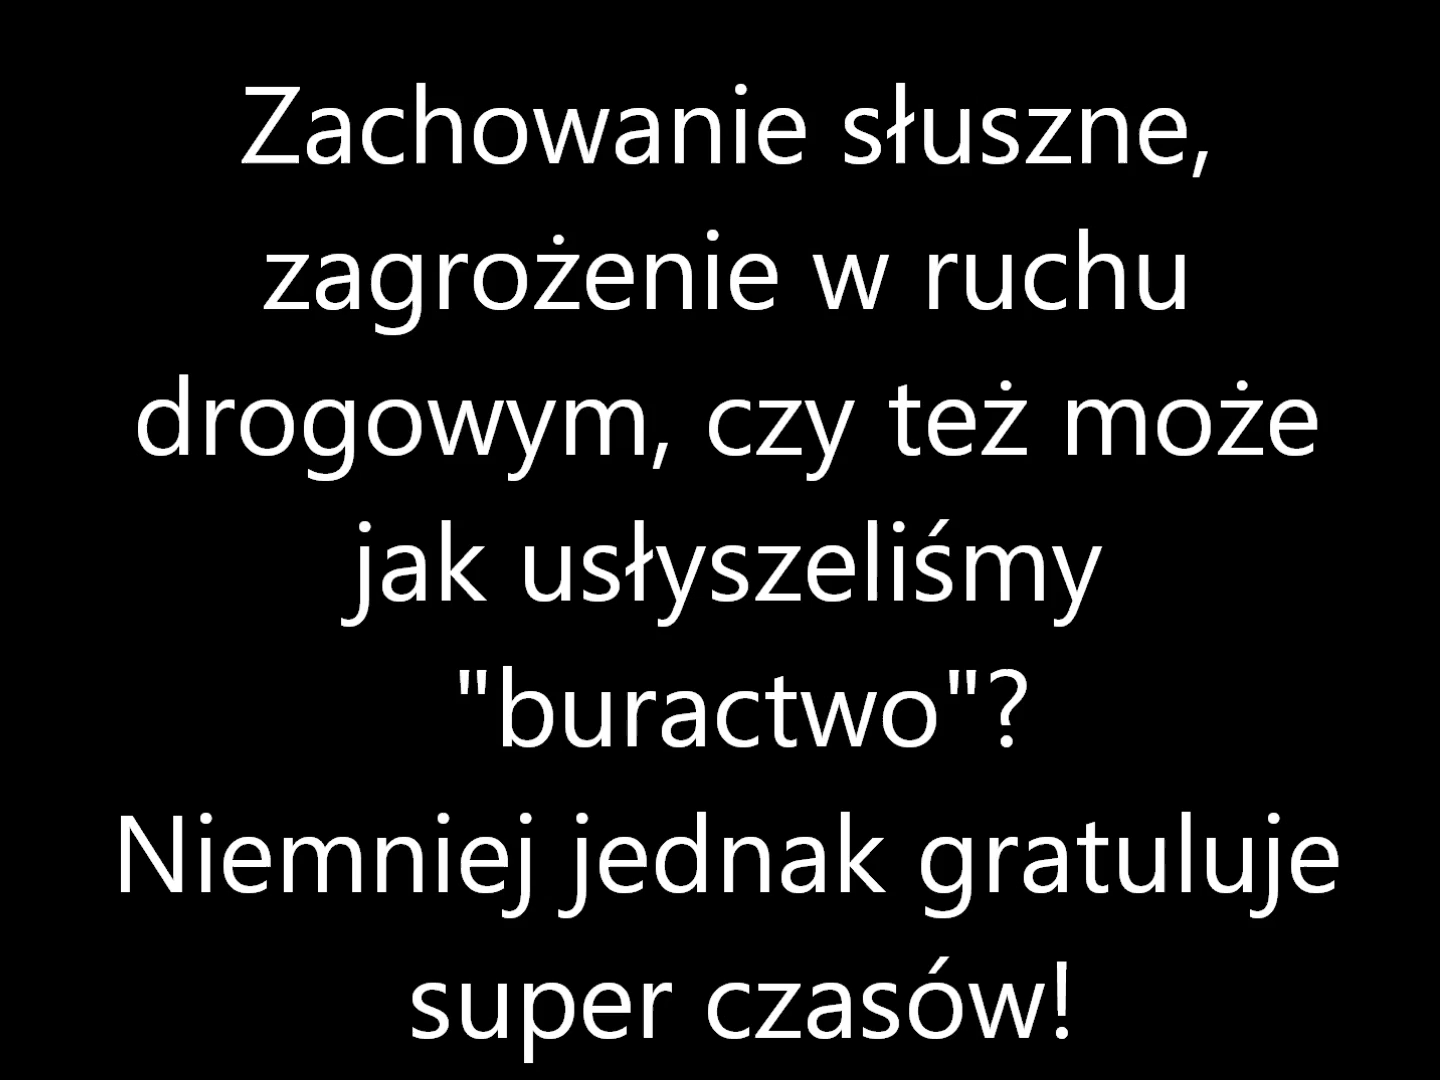 Zachowanie słuszne,
zagrożenie w ruchu
drogowym, czy też może
jak usłyszeliśmy
"buractwo"?
Niemniej jednak gratuluje
super czasów!